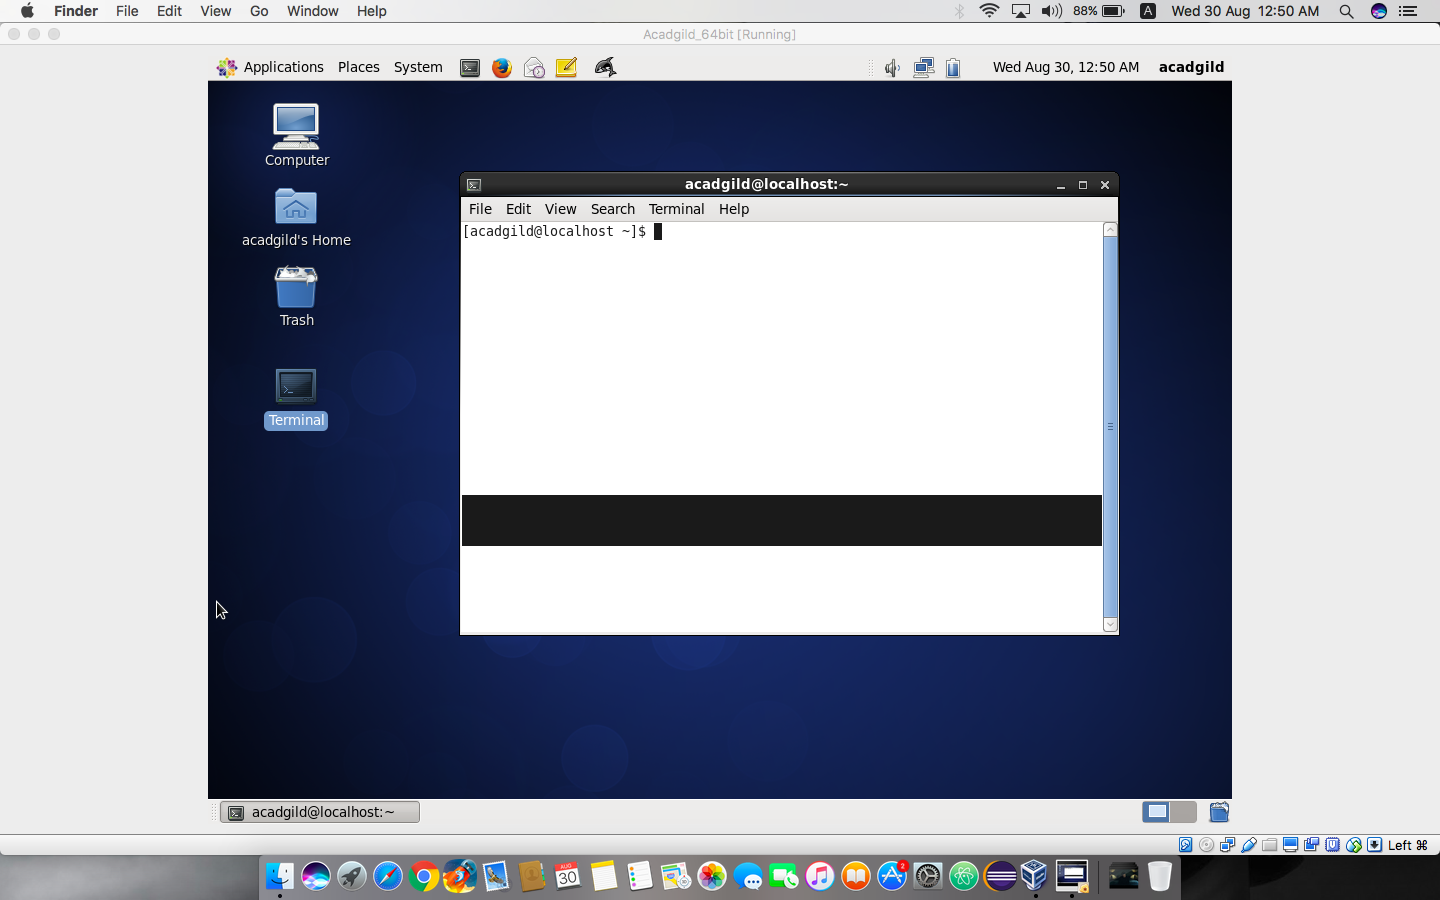 Finder File Edit View Go Window Help 88% A Wed 30 Aug 12:50 AM
Acadgild_64bit [Running]
Applications Places System Wed Aug 30, 12:50 AM acadgild
Computer
acadgild's Home
Trash
Terminal
acadgild@localhost:~
File Edit View Search Terminal Help
[acadgild@localhost ~]$
acadgild@localhost:~
Left ⌘
AUG
30
2